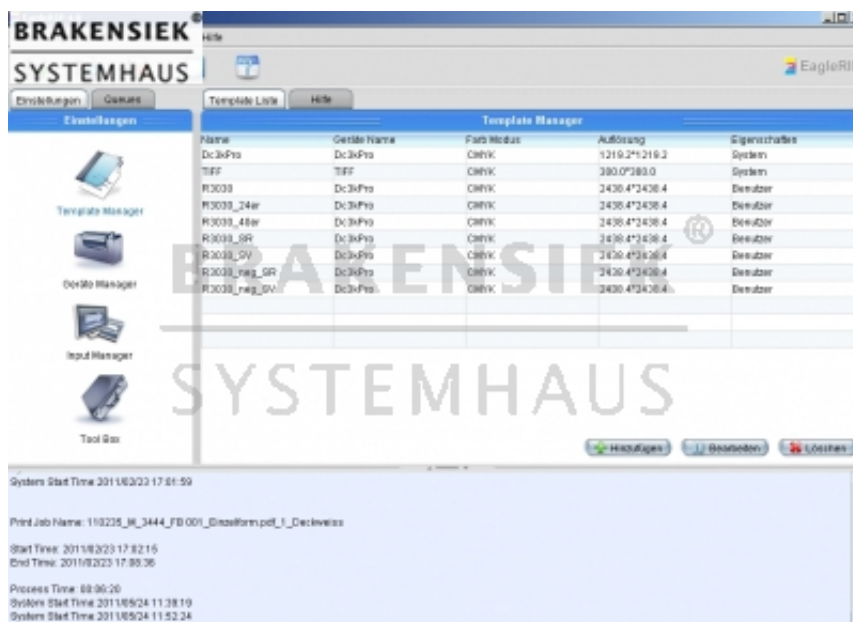 BRAKENSIEK®
SYSTEMHAUS
Hilfe
EagleRI
Einstellungen Queues Template Liste Hilfe
Einstellungen Template Manager
Name Geräte Name Farb Modus Auflösung Eigenschaften
Dc3kPro Dc3kPro CMYK 1219.2*1219.2 System
TIFF TIFF CMYK 300.0*300.0 System
R3030 Dc3kPro CMYK 2438.4*2438.4 Benutzer
R3030_24er Dc3kPro CMYK 2438.4*2438.4 Benutzer
R3030_48er Dc3kPro CMYK 2438.4*2438.4 Benutzer
R3030_SR Dc3kPro CMYK 2438.4*2438.4 Benutzer
R3030_SV Dc3kPro CMYK 2438.4*2438.4 Benutzer
R3030_neg_SR Dc3kPro CMYK 2438.4*2438.4 Benutzer
R3030_neg_SV Dc3kPro CMYK 2438.4*2438.4 Benutzer
Template Manager
Geräte Manager
Input Manager
Tool Box
BRAKENSIEK®
SYSTEMHAUS
Hinzufügen Bearbeiten Löschen
System Start Time 2011/02/23 17:01:59
Print Job Name: 110235_M_3444_FB 001_Einzelform.pdf_1_Deckweiss
Start Time: 2011/02/23 17:02:15
End Time: 2011/02/23 17:08:36
Process Time: 00:06:20
System Start Time 2011/05/24 11:39:19
System Start Time 2011/05/24 11:52:24